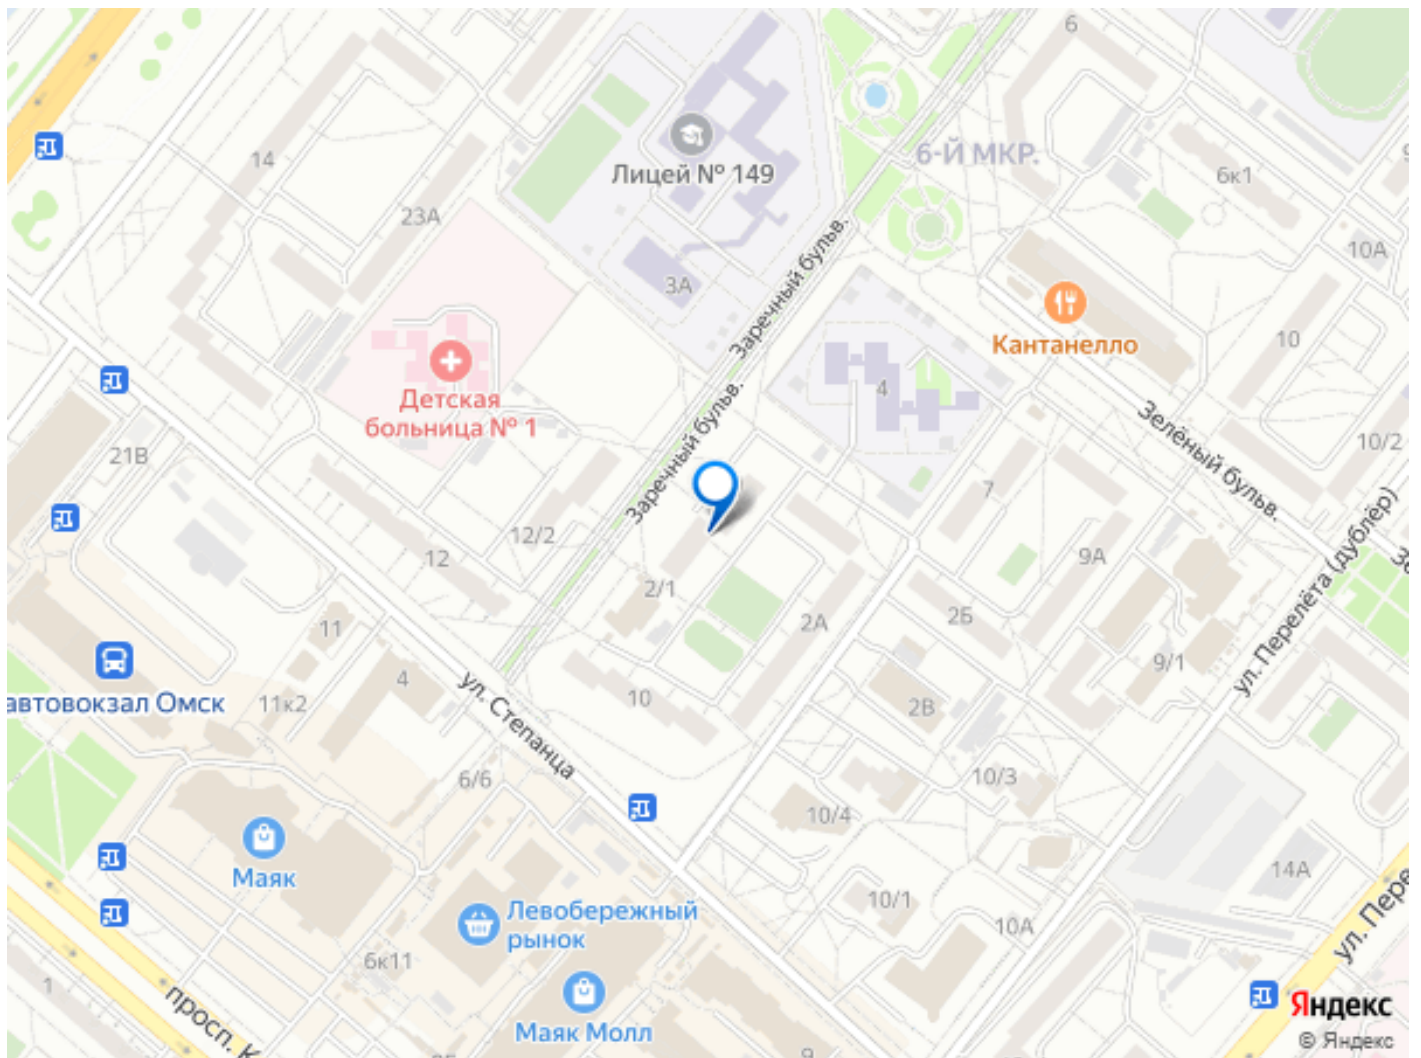 6
14
Лицей № 149
6-Й МКР.
6к1
9
23А
10А
3А
Заречный бульв.
Кантанелло
10
Детская
больница № 1
4
Заречный бульв.
Зелёный бульв.
10/2
21В
12/2
7
12
9А
2/1
2А
2Б
ул. Перелёта (дублёр)
11
9/1
4
автовокзал Омск
11к2
10
2В
ул. Степанца
6/6
10/3
10/4
Маяк
14А
10/1
Левобережный
рынок
10А
ул. Пере
6к11
1
просп. К
Маяк Молл
9
Яндекс
© Яндекс